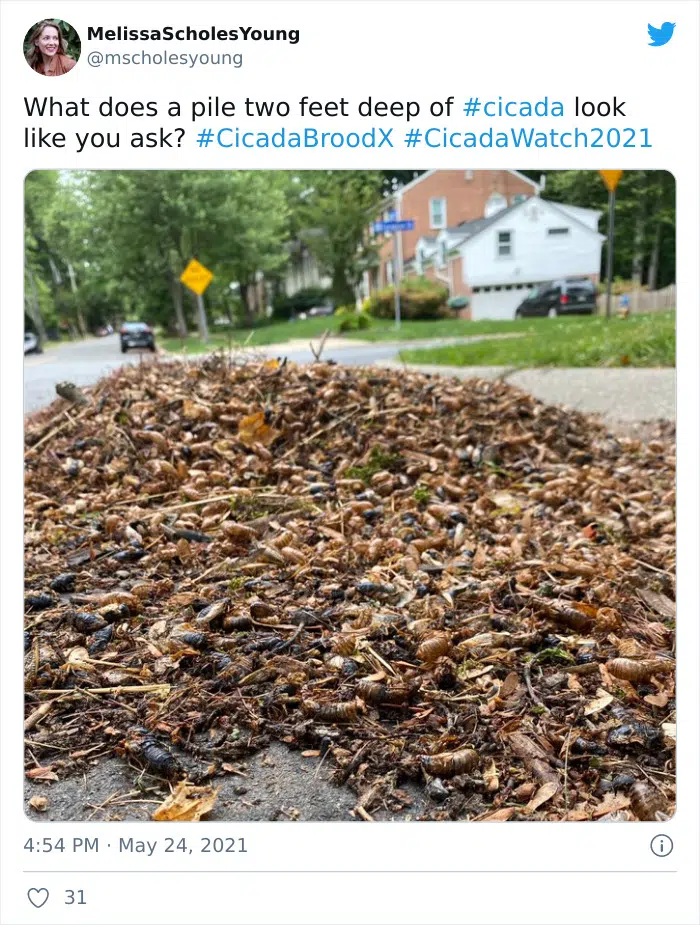 MelissaScholesYoung
@mscholesyoung
What does a pile two feet deep of #cicada look
like you ask? #CicadaBroodX #CicadaWatch2021
4:54 PM · May 24, 2021
31